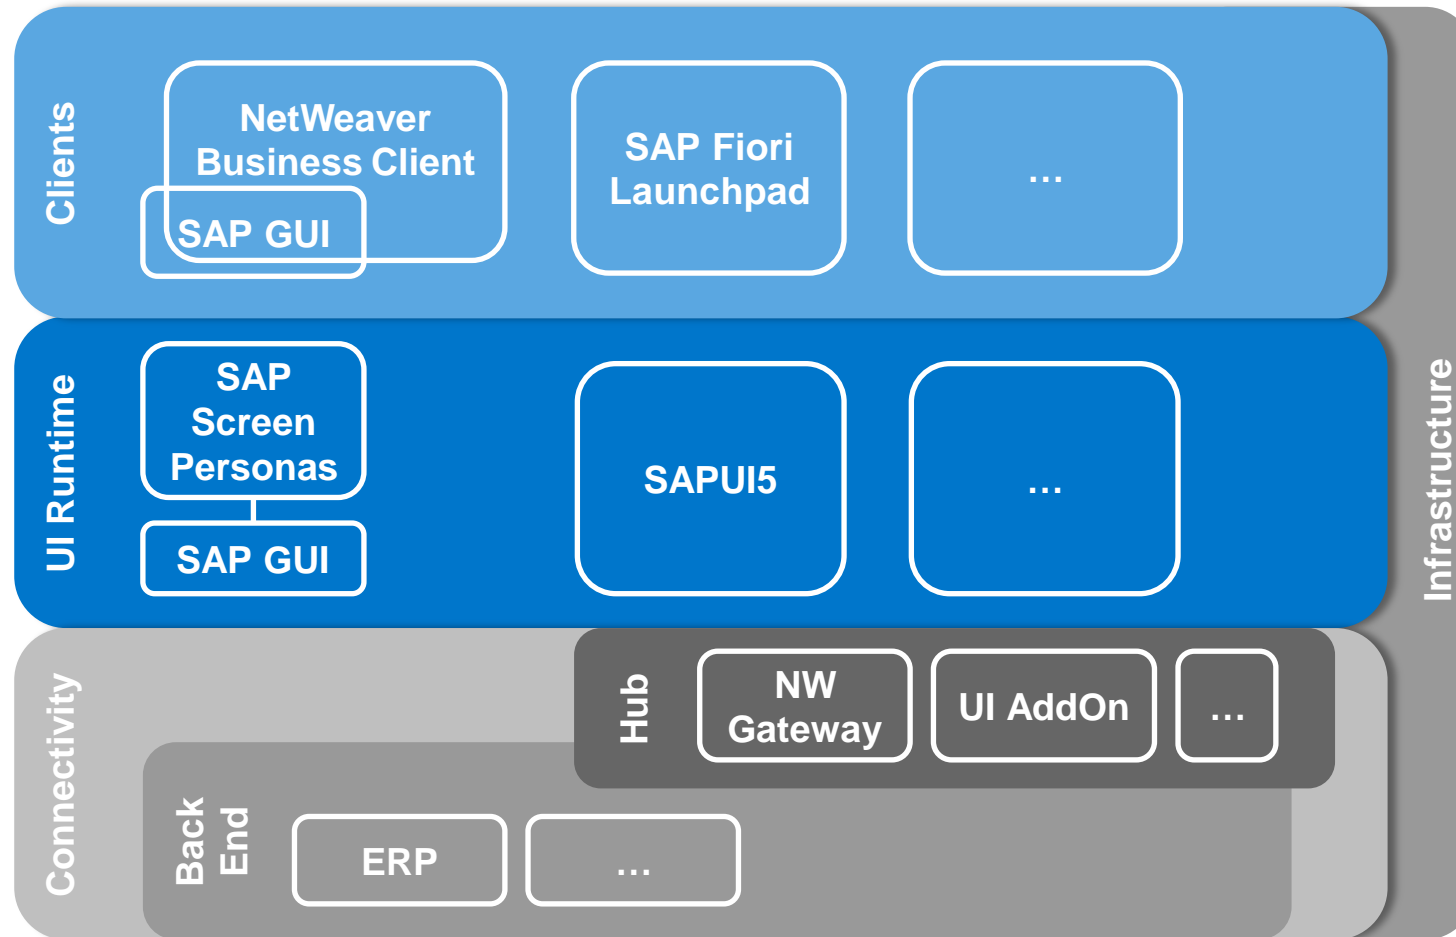 Clients
NetWeaver
Business Client
SAP GUI
SAP Fiori
Launchpad
...
UI Runtime
SAP
Screen
Personas
SAP GUI
SAPUI5
...
Connectivity
Hub
NW
Gateway
UI AddOn
...
Back
End
ERP
...
Infrastructure